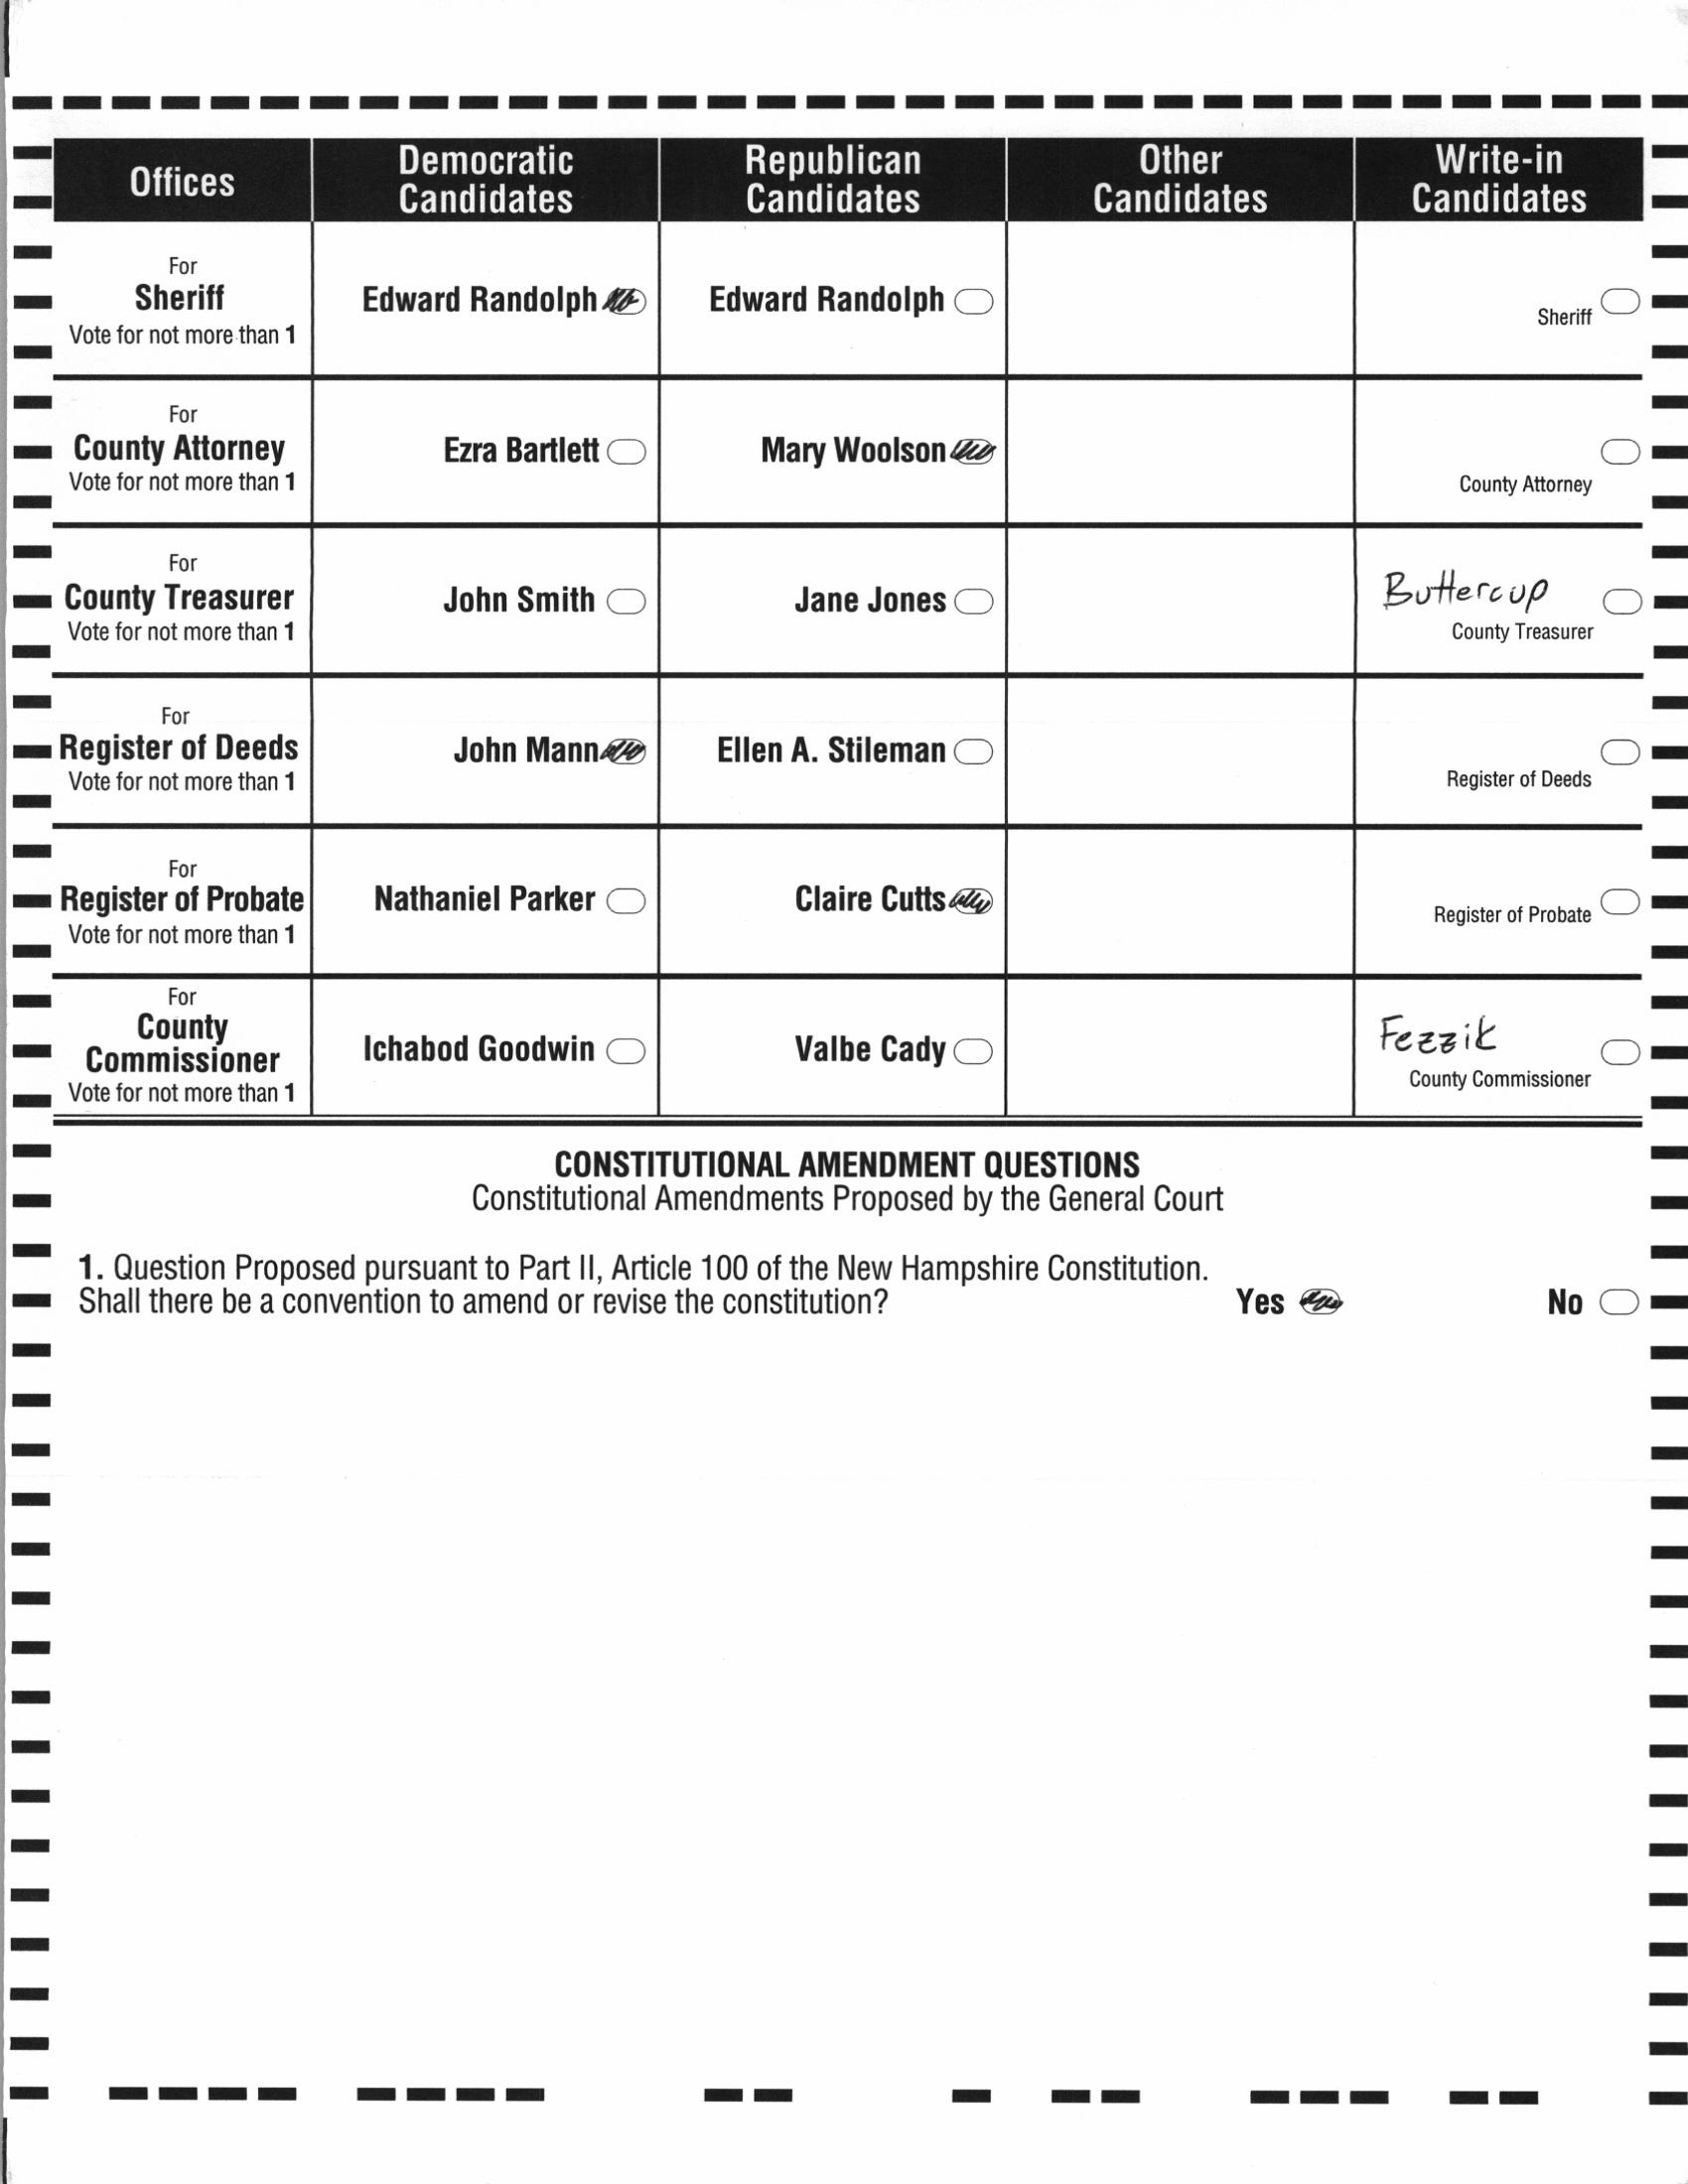 Offices
Democratic Candidates
Republican Candidates
Other Candidates
Write-in Candidates
For
Sheriff
Vote for not more than 1
Edward Randolph
Edward Randolph
Sheriff
For
County Attorney
Vote for not more than 1
Ezra Bartlett
Mary Woolson
County Attorney
For
County Treasurer
Vote for not more than 1
John Smith
Jane Jones
Buttercup
County Treasurer
For
Register of Deeds
Vote for not more than 1
John Mann
Ellen A. Stileman
Register of Deeds
For
Register of Probate
Vote for not more than 1
Nathaniel Parker
Claire Cutts
Register of Probate
For
County
Commissioner
Vote for not more than 1
Ichabod Goodwin
Valbe Cady
Fezzik
County Commissioner
CONSTITUTIONAL AMENDMENT QUESTIONS
Constitutional Amendments Proposed by the General Court
1. Question Proposed pursuant to Part II, Article 100 of the New Hampshire Constitution.
Shall there be a convention to amend or revise the constitution?
Yes
No